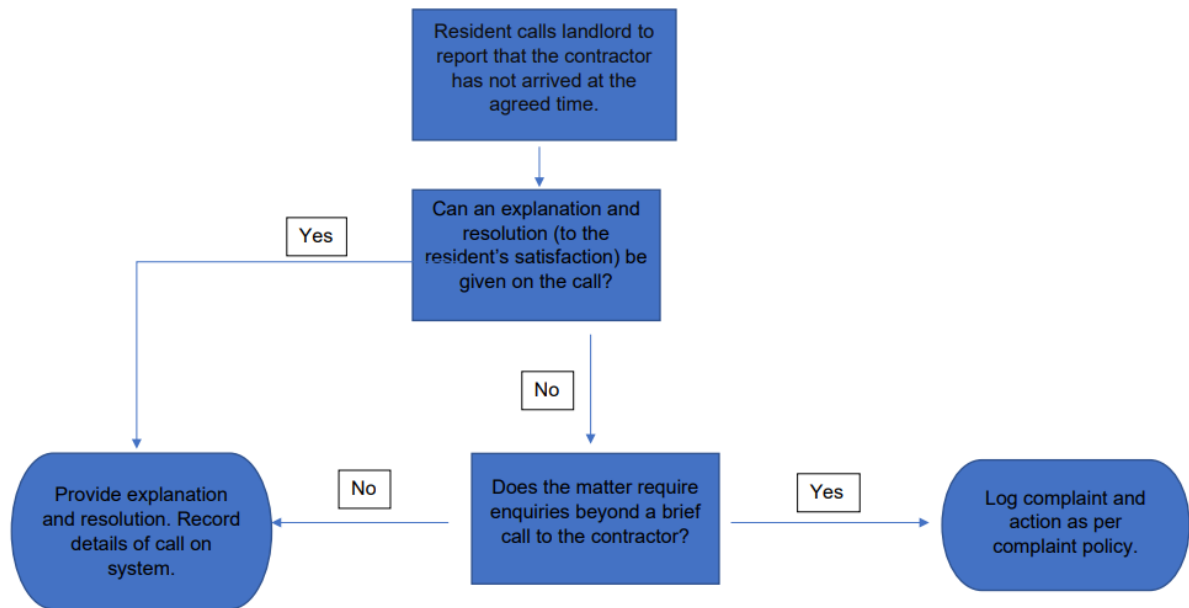 Resident calls landlord to
report that the contractor
has not arrived at the
agreed time.
Can an explanation and
resolution (to the
resident's satisfaction) be
given on the call?
Yes
No
Provide explanation
and resolution. Record
details of call on
system.
No
Does the matter require
enquiries beyond a brief
call to the contractor?
Yes
Log complaint and
action as per
complaint policy.